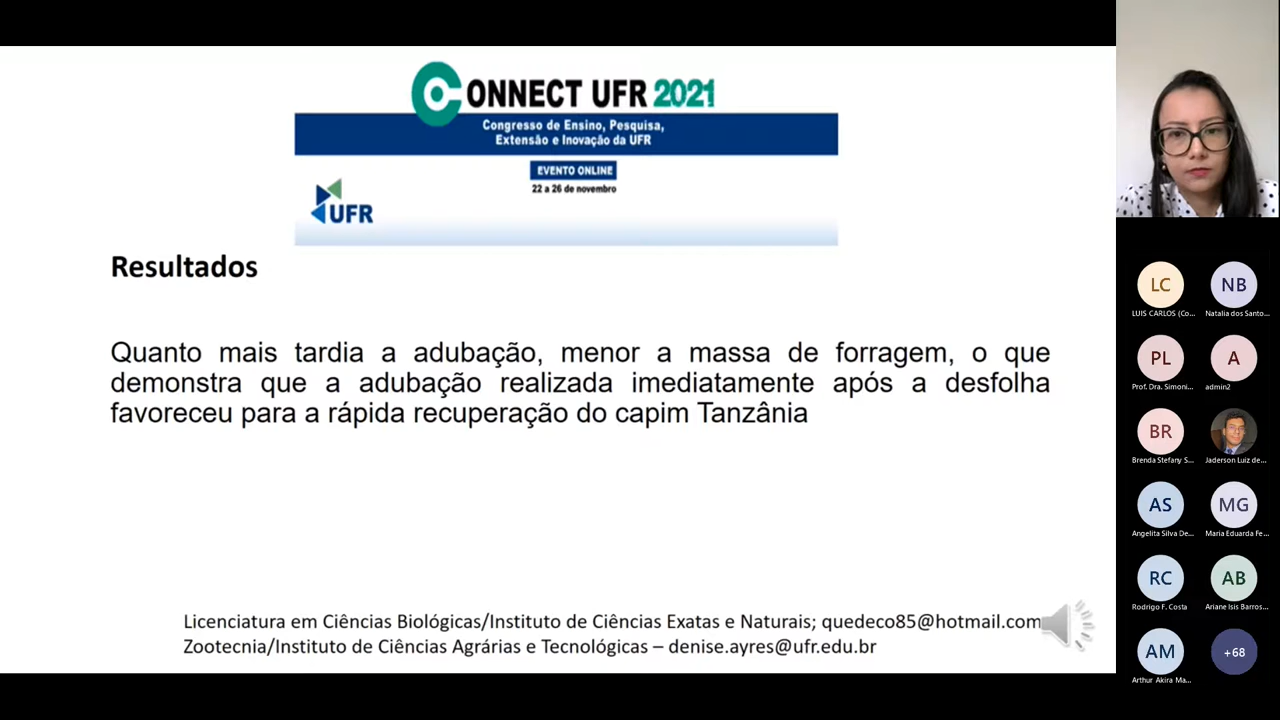 CONNECT UFR 2021
Congresso de Ensino, Pesquisa,
Extensão e Inovação da UFR
EVENTO ONLINE
22 a 26 de novembro
UFR
Resultados
Quanto mais tardia a adubação, menor a massa de forragem, o que
demonstra que a adubação realizada imediatamente após a desfolha
favoreceu para a rápida recuperação do capim Tanzânia
Licenciatura em Ciências Biológicas/Instituto de Ciências Exatas e Naturais; quedeco85@hotmail.com
Zootecnia/Instituto de Ciências Agrárias e Tecnológicas – denise.ayres@ufr.edu.br
LC
LUIS CARLOS (Co...
NB
Natalia dos Santo...
PL
Prof. Dra. Simoni...
A
admin2
BR
Brenda Stefany S...
Jaderson Luiz de...
AS
Angelita Silva De...
MG
Maria Eduarda Fe...
RC
Rodrigo F. Costa
AB
Ariane Isis Barros...
AM
Arthur Akira Ma...
+68